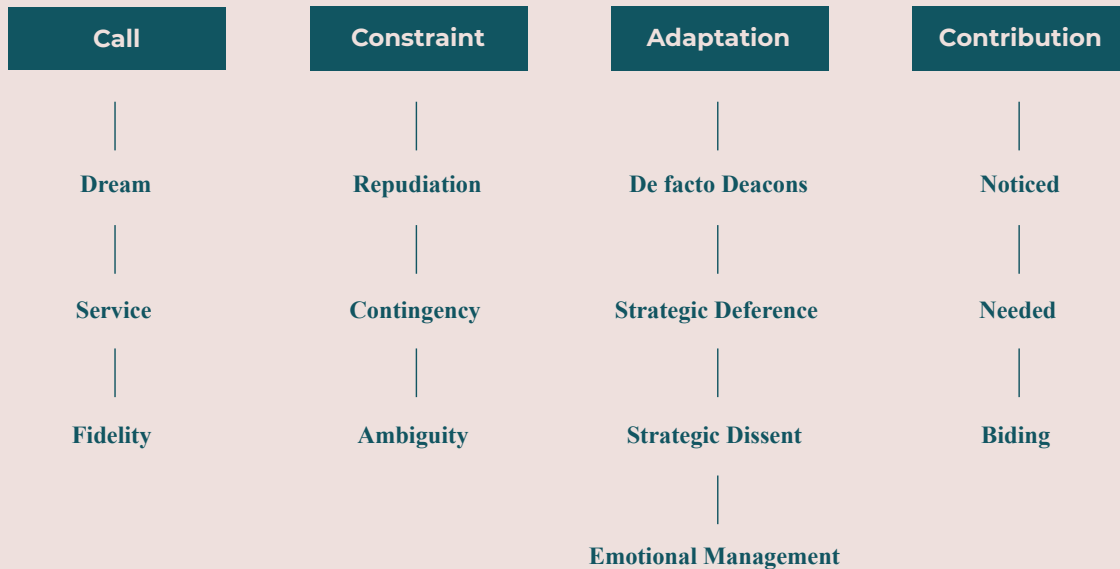 Call
Dream
Service
Fidelity
Constraint
Repudiation
Contingency
Ambiguity
Adaptation
De facto Deacons
Strategic Deference
Strategic Dissent
Emotional Management
Contribution
Noticed
Needed
Biding